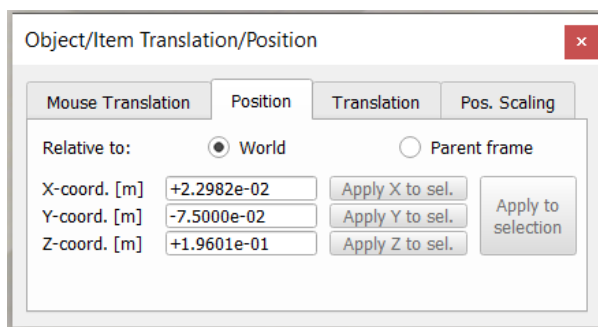 Object/Item Translation/Position
Mouse Translation Position Translation Pos. Scaling
Relative to: World Parent frame
X-coord. [m] +2.2982e-02 Apply X to sel.
Y-coord. [m] -7.5000e-02 Apply Y to sel.
Z-coord. [m] +1.9601e-01 Apply Z to sel.
Apply to
selection